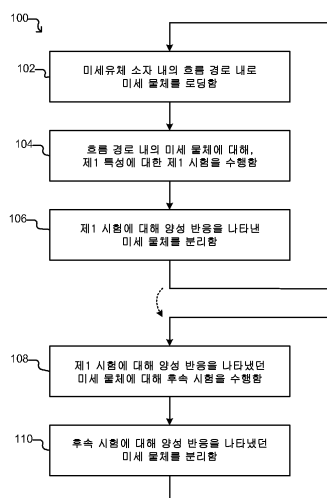 100
102
미세유체 소자 내의 흐름 경로 내로
미세 물체를 로딩함
104
흐름 경로 내의 미세 물체에 대해,
제1 특성에 대한 제1 시험을 수행함
106
제1 시험에 대해 양성 반응을 나타낸
미세 물체를 분리함
108
제1 시험에 대해 양성 반응을 나타냈던
미세 물체에 대해 후속 시험을 수행함
110
후속 시험에 대해 양성 반응을 나타냈던
미세 물체를 분리함